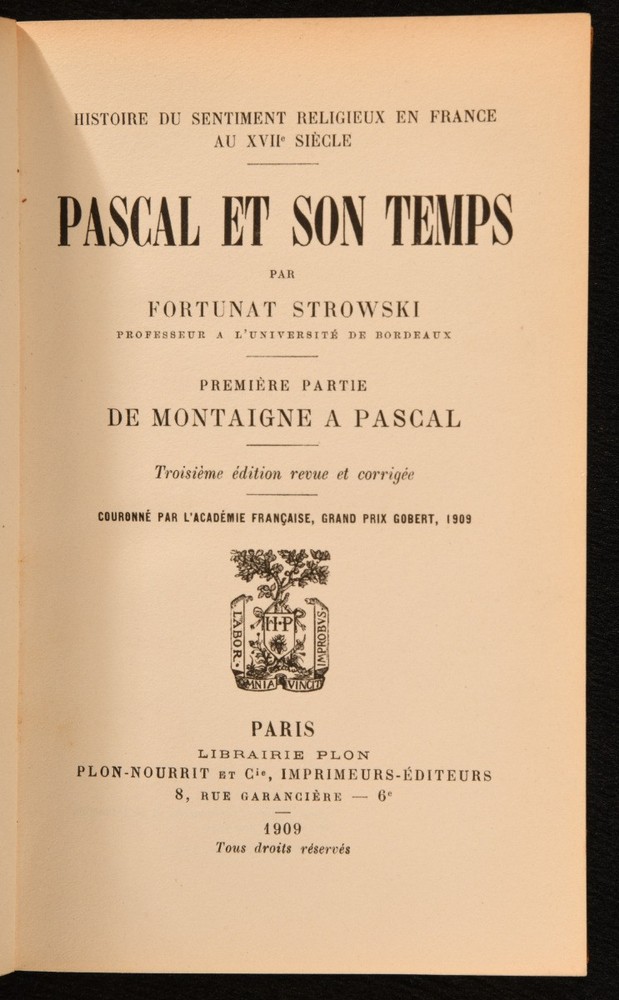 HISTOIRE DU SENTIMENT RELIGIEUX EN FRANCE
AU XVIIe SIÈCLE
PASCAL ET SON TEMPS
PAR
FORTUNAT STROWSKI
PROFESSEUR A L'UNIVERSITÉ DE BORDEAUX
PREMIÈRE PARTIE
DE MONTAIGNE A PASCAL
Troisième édition revue et corrigée
COURONNÉ PAR L'ACADÉMIE FRANÇAISE, GRAND PRIX GOBERT, 1909
LABOR·
H·P
IMPROBVS
OMNIA VINCIT
PARIS
LIBRAIRIE PLON
PLON-NOURRIT ET Cie, IMPRIMEURS-ÉDITEURS
8, RUE GARANCIÈRE — 6e
1909
Tous droits réservés